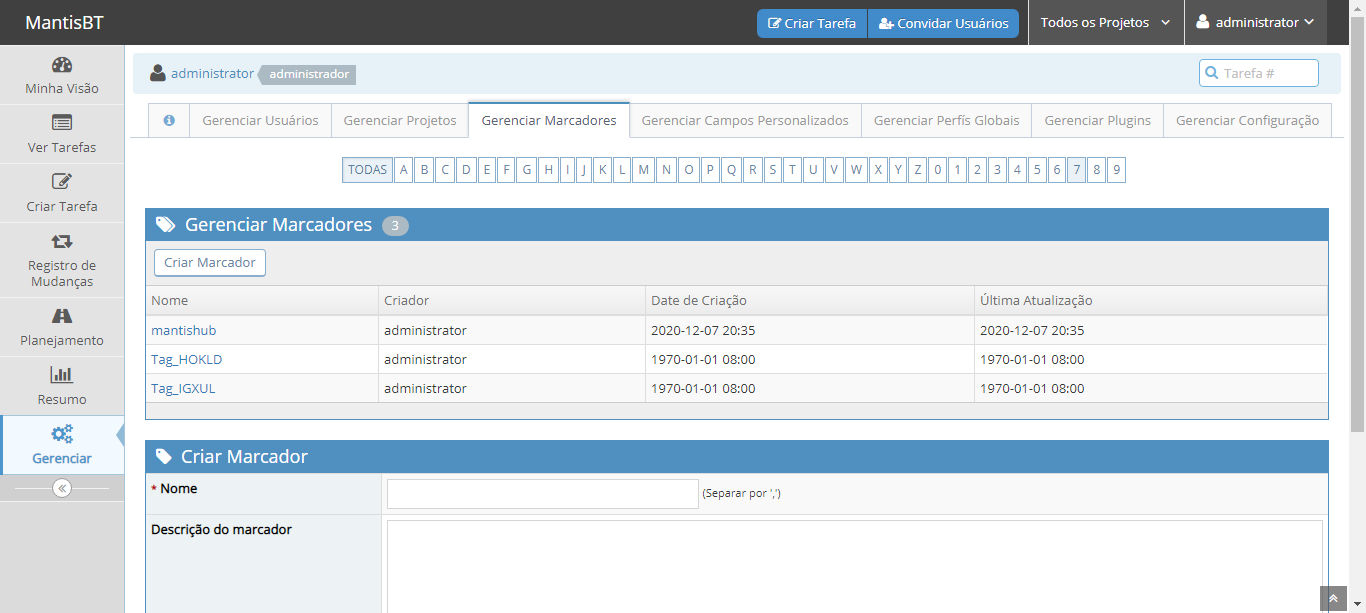 MantisBT
Criar Tarefa
Convidar Usuários
Todos os Projetos
administrator
Minha Visão
Ver Tarefas
Criar Tarefa
Registro de
Mudanças
Planejamento
Resumo
Gerenciar
administrator administrador
Tarefa #
Gerenciar Usuários
Gerenciar Projetos
Gerenciar Marcadores
Gerenciar Campos Personalizados
Gerenciar Perfís Globais
Gerenciar Plugins
Gerenciar Configuração
TODAS A B C D E F G H I J K L M N O P Q R S T U V W X Y Z 0 1 2 3 4 5 6 7 8 9
Gerenciar Marcadores 3
Criar Marcador
Nome Criador Date de Criação Última Atualização
mantishub administrator 2020-12-07 20:35 2020-12-07 20:35
Tag_HOKLD administrator 1970-01-01 08:00 1970-01-01 08:00
Tag_IGXUL administrator 1970-01-01 08:00 1970-01-01 08:00
Criar Marcador
* Nome (Separar por ',')
Descrição do marcador